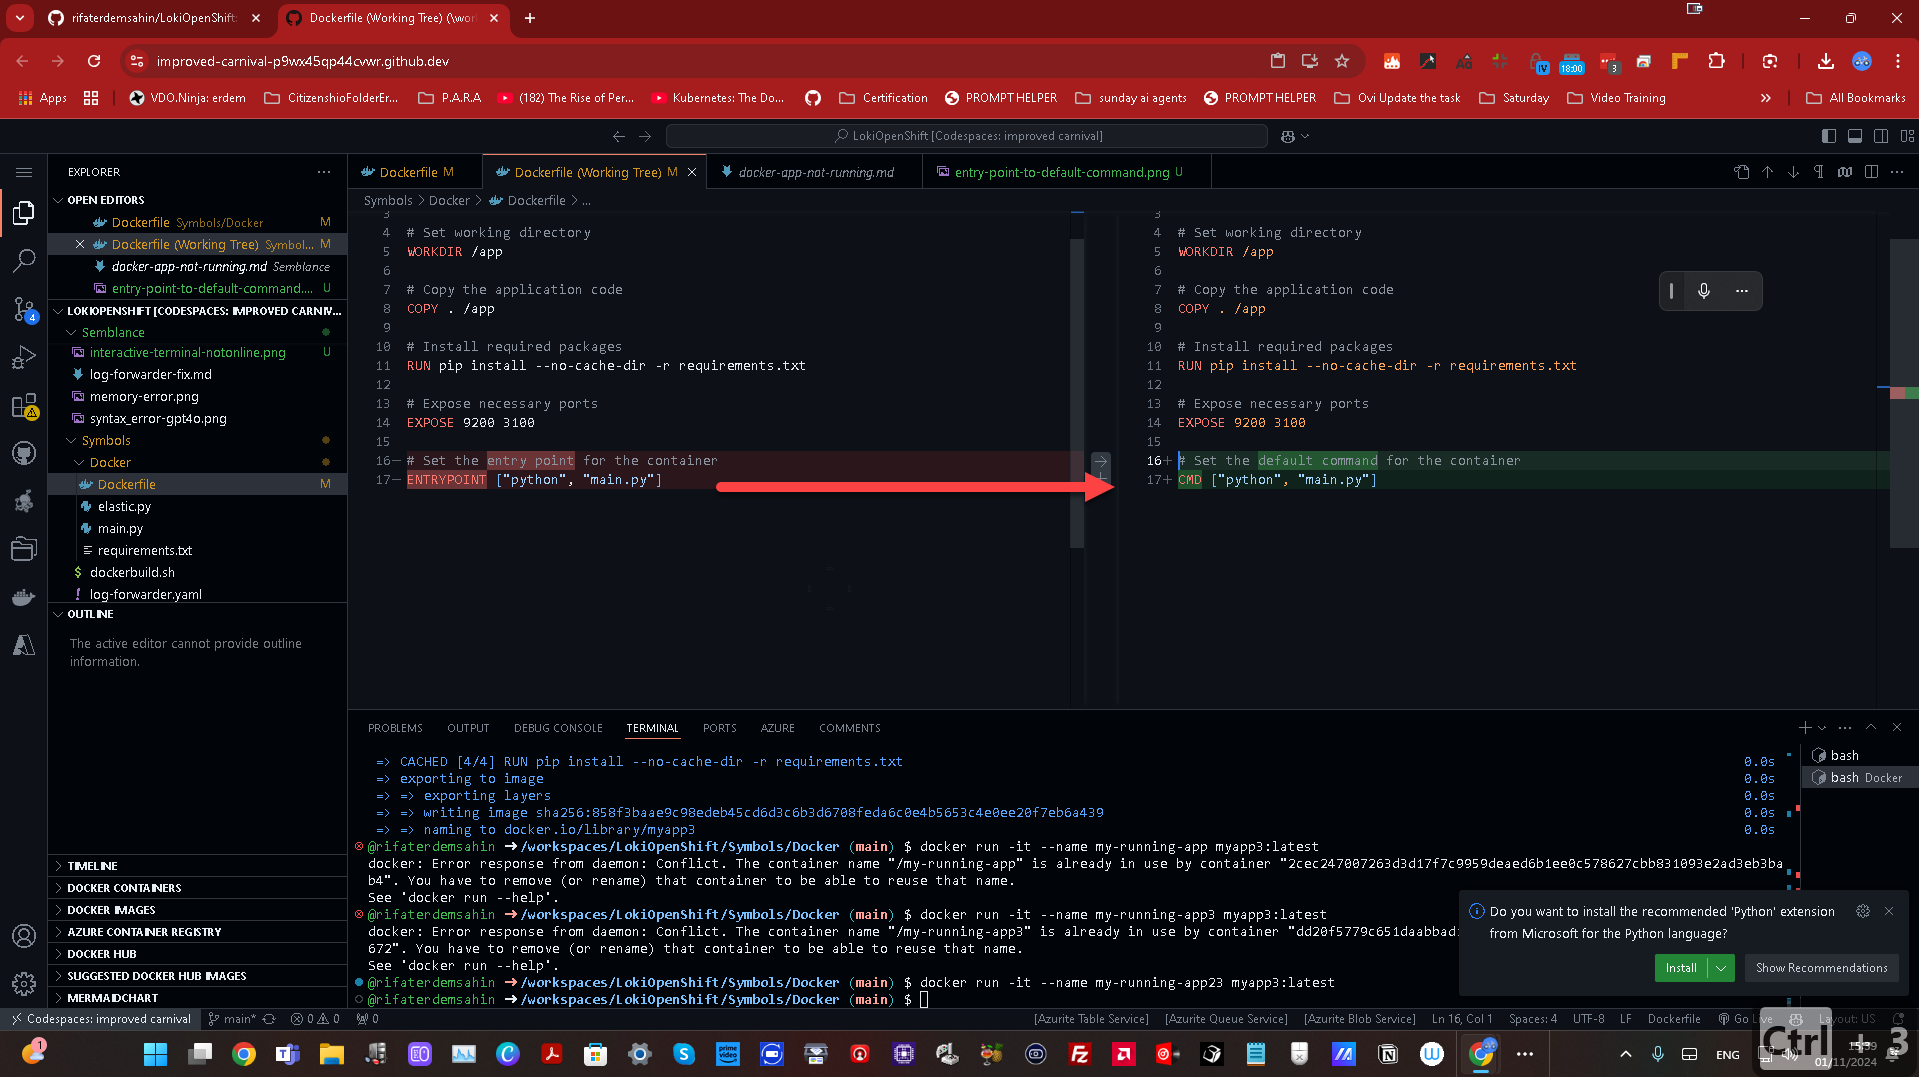 rifaterdemsahin/LokiOpenShift
Dockerfile (Working Tree) (\wor
improved-carnival-p9wx45qp44cvwr.github.dev
IV
18:00
3
Apps
VDO.Ninja: erdem
CitizenshioFolderEr...
P.A.R.A
(182) The Rise of Per...
Kubernetes: The Do...
Certification
PROMPT HELPER
sunday ai agents
PROMPT HELPER
Ovi Update the task
Saturday
Video Training
All Bookmarks
LokiOpenShift [Codespaces: improved carnival]
EXPLORER
OPEN EDITORS
Dockerfile Symbols/Docker M
Dockerfile (Working Tree) Symbol... M
docker-app-not-running.md Semblance
entry-point-to-default-command.... U
LOKIOPENSHIFT [CODESPACES: IMPROVED CARNIV...
Semblance
interactive-terminal-notonline.png U
log-forwarder-fix.md
memory-error.png
syntax_error-gpt4o.png
Symbols
Docker
Dockerfile M
elastic.py
main.py
requirements.txt
dockerbuild.sh
log-forwarder.yaml
OUTLINE
The active editor cannot provide outline
information.
TIMELINE
DOCKER CONTAINERS
DOCKER IMAGES
AZURE CONTAINER REGISTRY
DOCKER HUB
SUGGESTED DOCKER HUB IMAGES
MERMAIDCHART
4
Dockerfile M
Dockerfile (Working Tree) M
docker-app-not-running.md
entry-point-to-default-command.png U
Symbols > Docker > Dockerfile > ...
3
4 # Set working directory
5 WORKDIR /app
6
7 # Copy the application code
8 COPY . /app
9
10 # Install required packages
11 RUN pip install --no-cache-dir -r requirements.txt
12
13 # Expose necessary ports
14 EXPOSE 9200 3100
15
16— # Set the entry point for the container
17— ENTRYPOINT ["python", "main.py"]
3
4 # Set working directory
5 WORKDIR /app
6
7 # Copy the application code
8 COPY . /app
9
10 # Install required packages
11 RUN pip install --no-cache-dir -r requirements.txt
12
13 # Expose necessary ports
14 EXPOSE 9200 3100
15
16+ # Set the default command for the container
17+ CMD ["python", "main.py"]
PROBLEMS OUTPUT DEBUG CONSOLE TERMINAL PORTS AZURE COMMENTS
=> CACHED [4/4] RUN pip install --no-cache-dir -r requirements.txt 0.0s
=> exporting to image 0.0s
=> => exporting layers 0.0s
=> => writing image sha256:858f3baae9c98edeb45cd6d3c6b3d6708feda6c0e4b5653c4e0ee20f7eb6a439 0.0s
=> => naming to docker.io/library/myapp3 0.0s
@rifaterdemsahin ➜/workspaces/LokiOpenShift/Symbols/Docker (main) $ docker run -it --name my-running-app myapp3:latest
docker: Error response from daemon: Conflict. The container name "/my-running-app" is already in use by container "2cec247007263d3d17f7c9959deaed6b1ee0c578627cbb831093e2ad3eb3ba
b4". You have to remove (or rename) that container to be able to reuse that name.
See 'docker run --help'.
@rifaterdemsahin ➜/workspaces/LokiOpenShift/Symbols/Docker (main) $ docker run -it --name my-running-app3 myapp3:latest
docker: Error response from daemon: Conflict. The container name "/my-running-app3" is already in use by container "dd20f5779c651daabbad
672". You have to remove (or rename) that container to be able to reuse that name.
See 'docker run --help'.
@rifaterdemsahin ➜/workspaces/LokiOpenShift/Symbols/Docker (main) $ docker run -it --name my-running-app23 myapp3:latest
@rifaterdemsahin ➜/workspaces/LokiOpenShift/Symbols/Docker (main) $
bash
bash Docker
Do you want to install the recommended 'Python' extension
from Microsoft for the Python language?
Install
Show Recommendations
Codespaces: improved carnival
main*
0 0
0
[Azurite Table Service]
[Azurite Queue Service]
[Azurite Blob Service]
Ln 16, Col 1
Spaces: 4
UTF-8
LF
Dockerfile
Go Live
Layout: US
1
ENG
01/11/2024
Ctrl + 3